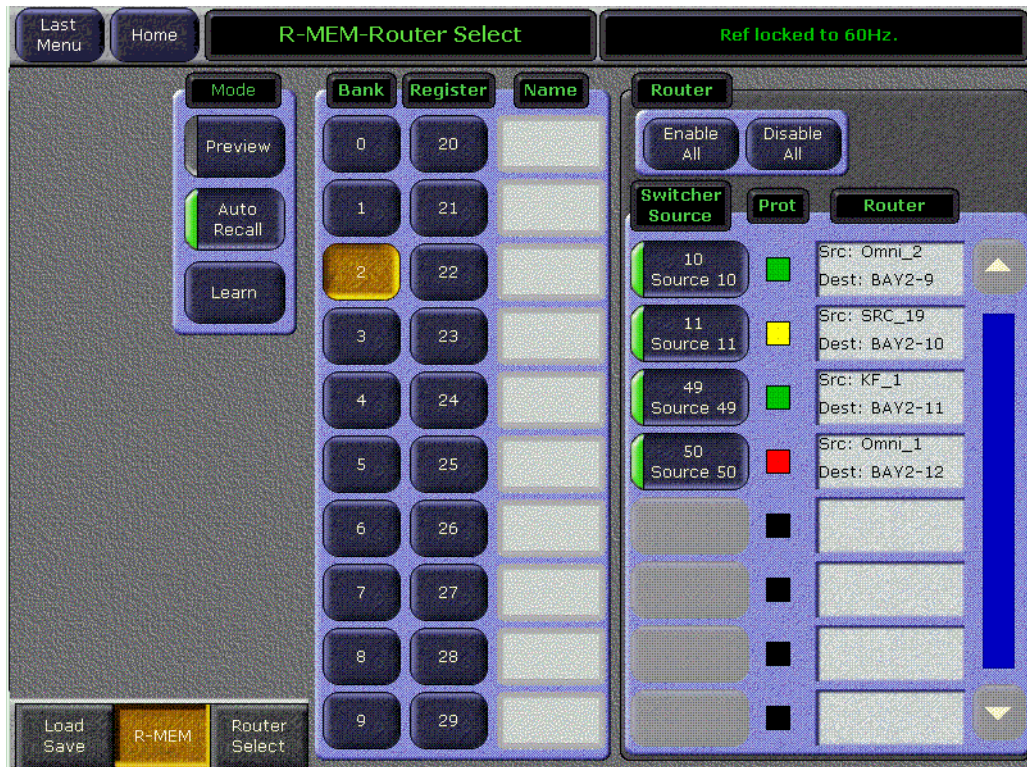 Last Menu
Home
R-MEM-Router Select
Ref locked to 60Hz.
Mode
Preview
Auto Recall
Learn
Bank Register Name
0 20
1 21
2 22
3 23
4 24
5 25
6 26
7 27
8 28
9 29
Router
Enable All
Disable All
Switcher Source
Prot
Router
10
Source 10
Src: Omni_2
Dest: BAY2-9
11
Source 11
Src: SRC_19
Dest: BAY2-10
49
Source 49
Src: KF_1
Dest: BAY2-11
50
Source 50
Src: Omni_1
Dest: BAY2-12
Load Save
R-MEM
Router Select